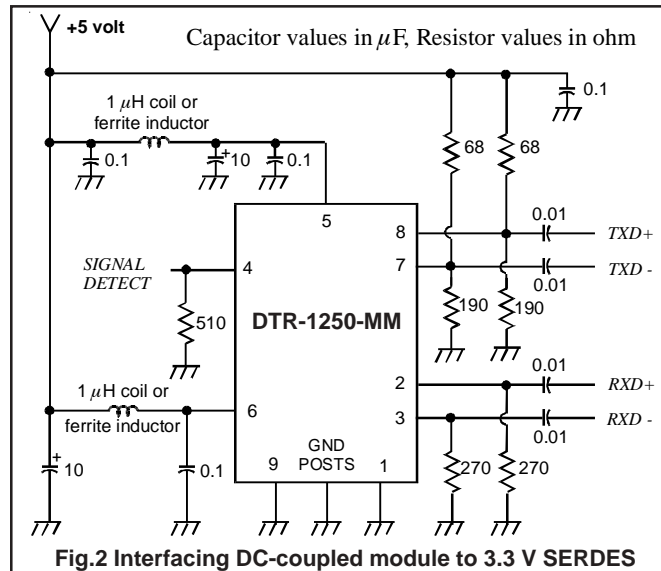 +5 volt
Capacitor values in μF, Resistor values in ohm
0.1
1 μH coil or
ferrite inductor
68
68
0.1
+
10
0.1
5
8
0.01
TXD+
SIGNAL
DETECT
4
7
TXD -
0.01
510
DTR-1250-MM
190
190
1 μH coil or
ferrite inductor
2
0.01
RXD+
6
3
RXD -
0.01
+
10
0.1
GND
POSTS
9
1
270
270
Fig.2 Interfacing DC-coupled module to 3.3 V SERDES